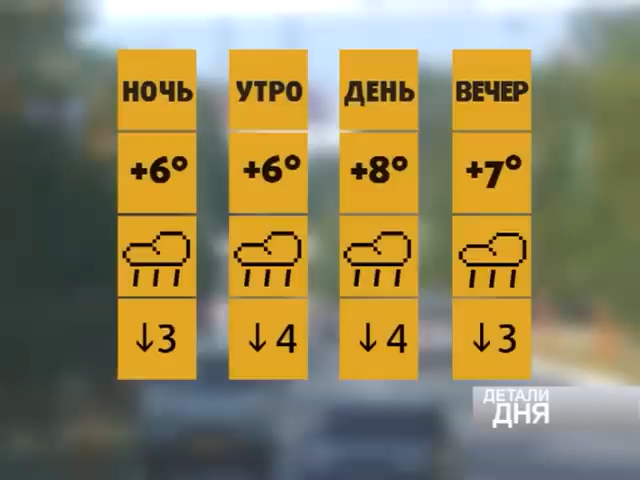 НОЧЬ УТРО ДЕНЬ ВЕЧЕР
+6° +6° +8° +7°
↓3 ↓4 ↓4 ↓3
ДЕТАЛИ
ДНЯ